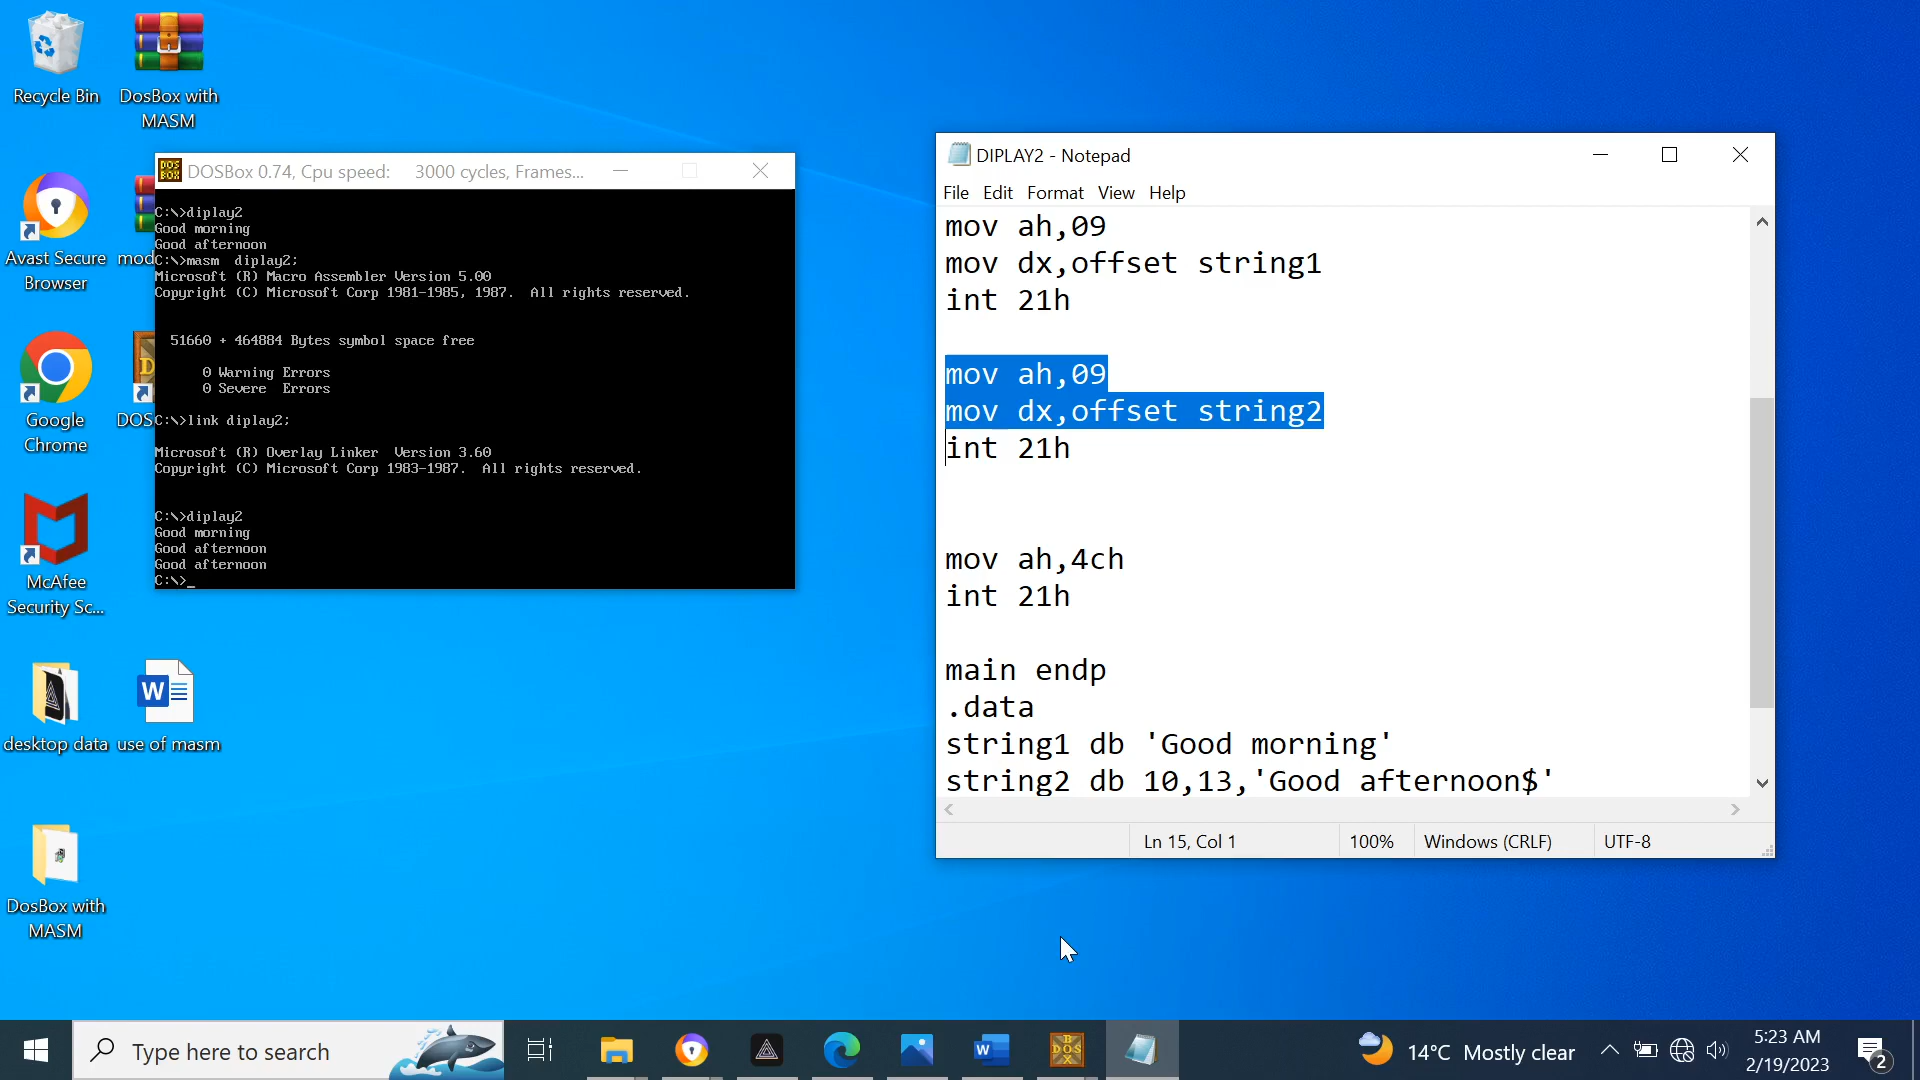 Recycle Bin
DosBox with
MASM
Avast Secure
Browser
mod
Google
Chrome
DOS
McAfee
Security Sc...
desktop data
use of masm
DosBox with
MASM
DOSBox 0.74, Cpu speed: 3000 cycles, Frames...
C:\>diplay2
Good morning
Good afternoon
C:\>masm diplay2;
Microsoft (R) Macro Assembler Version 5.00
Copyright (C) Microsoft Corp 1981-1985, 1987. All rights reserved.
51660 + 464884 Bytes symbol space free
0 Warning Errors
0 Severe Errors
C:\>link diplay2;
Microsoft (R) Overlay Linker Version 3.60
Copyright (C) Microsoft Corp 1983-1987. All rights reserved.
C:\>diplay2
Good morning
Good afternoon
Good afternoon
C:\>_
DIPLAY2 - Notepad
File Edit Format View Help
mov ah,09
mov dx,offset string1
int 21h
mov ah,09
mov dx,offset string2
int 21h
mov ah,4ch
int 21h
main endp
.data
string1 db 'Good morning'
string2 db 10,13,'Good afternoon$'
Ln 15, Col 1
100%
Windows (CRLF)
UTF-8
Type here to search
14°C Mostly clear
5:23 AM
2/19/2023
2